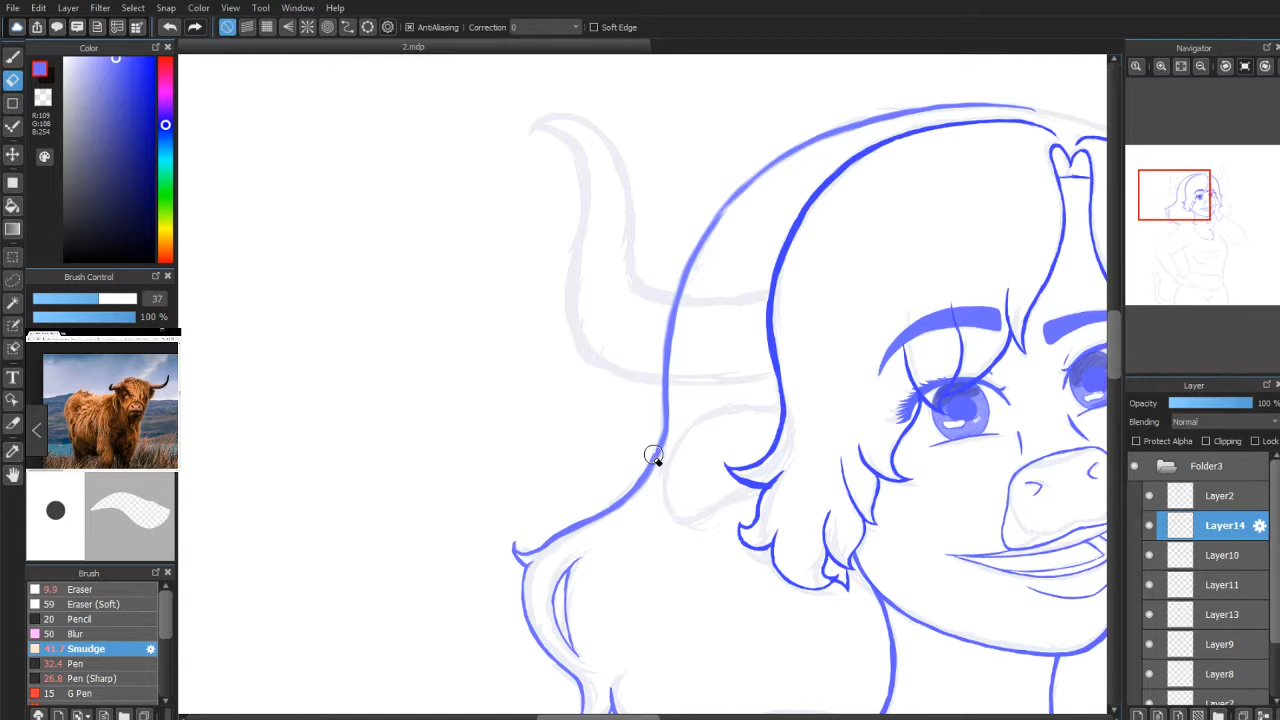 File Edit Layer Filter Select Snap Color View Tool Window Help
AntiAliasing Correction 0 Soft Edge
2.mdp
Color
R:109
G:108
B:254
Brush Control
37
100 %
Brush
9.9 Eraser
59 Eraser (Soft)
20 Pencil
50 Blur
41.7 Smudge
32.4 Pen
26.8 Pen (Sharp)
15 G Pen
Navigator
Layer
Opacity 100 %
Blending Normal
Protect Alpha Clipping Lock
Folder3
Layer2
Layer14
Layer10
Layer11
Layer13
Layer9
Layer8